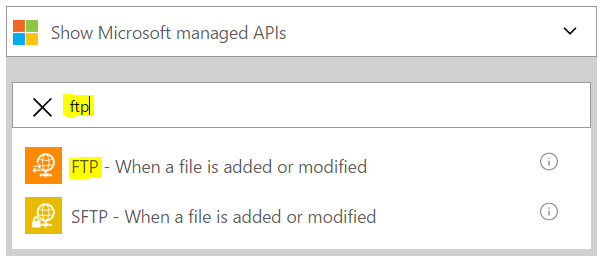 Show Microsoft managed APIs
ftp
FTP - When a file is added or modified
SFTP - When a file is added or modified